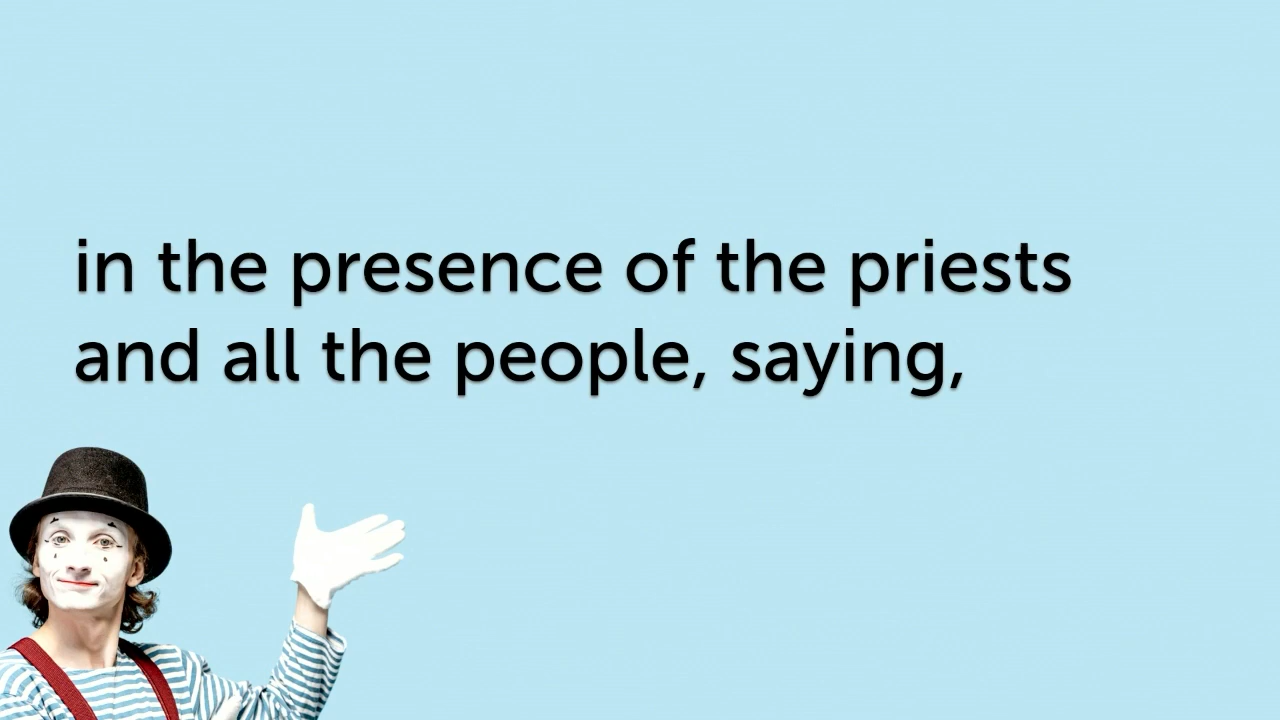 in the presence of the priests
and all the people, saying,